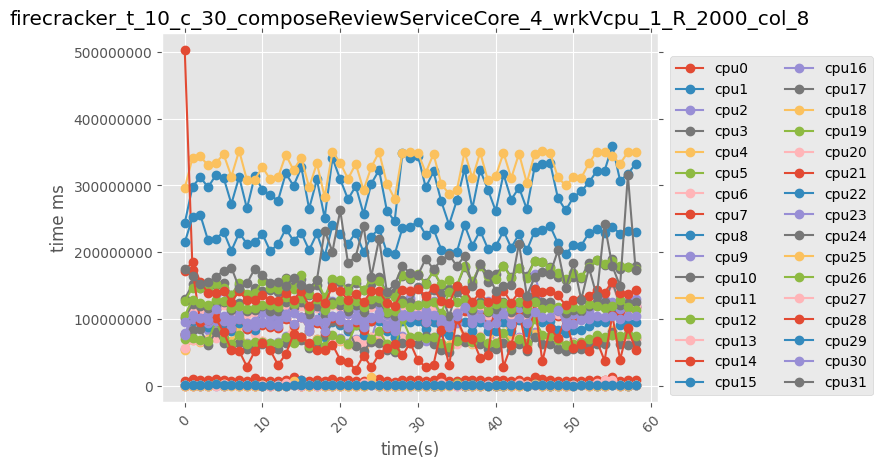 firecracker_t_10_c_30_composeReviewServiceCore_4_wrkVcpu_1_R_2000_col_8
500000000
400000000
300000000
200000000
100000000
0
time ms
0
10
20
30
40
50
60
time(s)
cpu0
cpu1
cpu2
cpu3
cpu4
cpu5
cpu6
cpu7
cpu8
cpu9
cpu10
cpu11
cpu12
cpu13
cpu14
cpu15
cpu16
cpu17
cpu18
cpu19
cpu20
cpu21
cpu22
cpu23
cpu24
cpu25
cpu26
cpu27
cpu28
cpu29
cpu30
cpu31